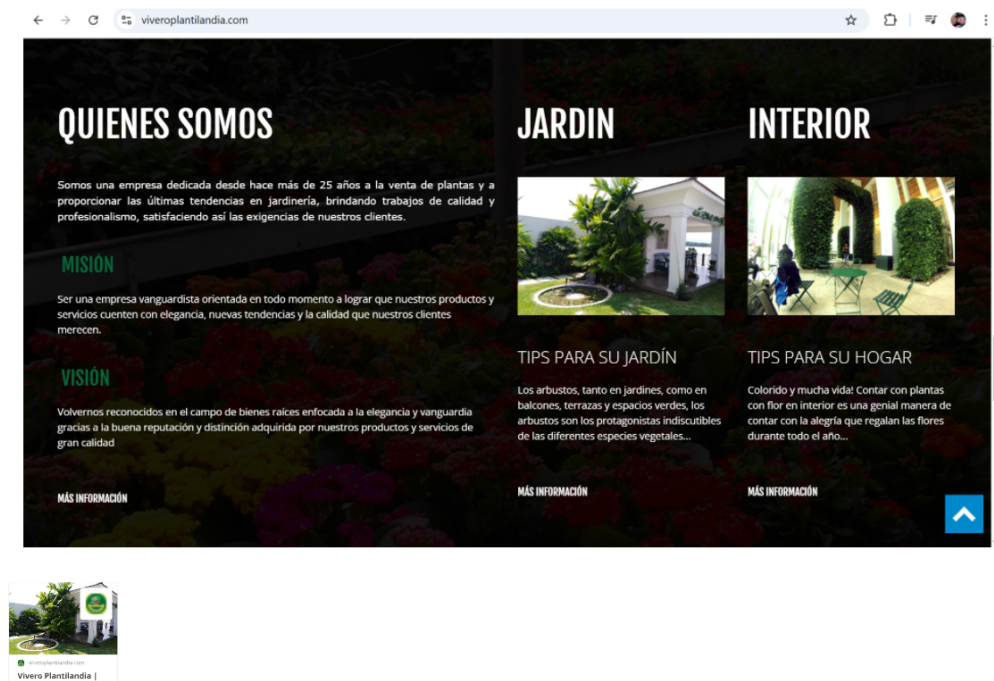 viveroplantilandia.com
QUIENES SOMOS
Somos una empresa dedicada desde hace más de 25 años a la venta de plantas y a
proporcionar las últimas tendencias en jardinería, brindando trabajos de calidad y
profesionalismo, satisfaciendo así las exigencias de nuestros clientes.
MISIÓN
Ser una empresa vanguardista orientada en todo momento a lograr que nuestros productos y
servicios cuenten con elegancia, nuevas tendencias y la calidad que nuestros clientes
merecen.
VISIÓN
Volvernos reconocidos en el campo de bienes raíces enfocada a la elegancia y vanguardia
gracias a la buena reputación y distinción adquirida por nuestros productos y servicios de
gran calidad
MÁS INFORMACIÓN
JARDIN
TIPS PARA SU JARDÍN
Los arbustos, tanto en jardines, como en
balcones, terrazas y espacios verdes, los
arbustos son los protagonistas indiscutibles
de las diferentes especies vegetales...
MÁS INFORMACIÓN
INTERIOR
TIPS PARA SU HOGAR
Colorido y mucha vida! Contar con plantas
con flor en interior es una genial manera de
contar con la alegría que regalan las flores
durante todo el año...
MÁS INFORMACIÓN
viveroplantilandia.com
Vivero Plantilandia |